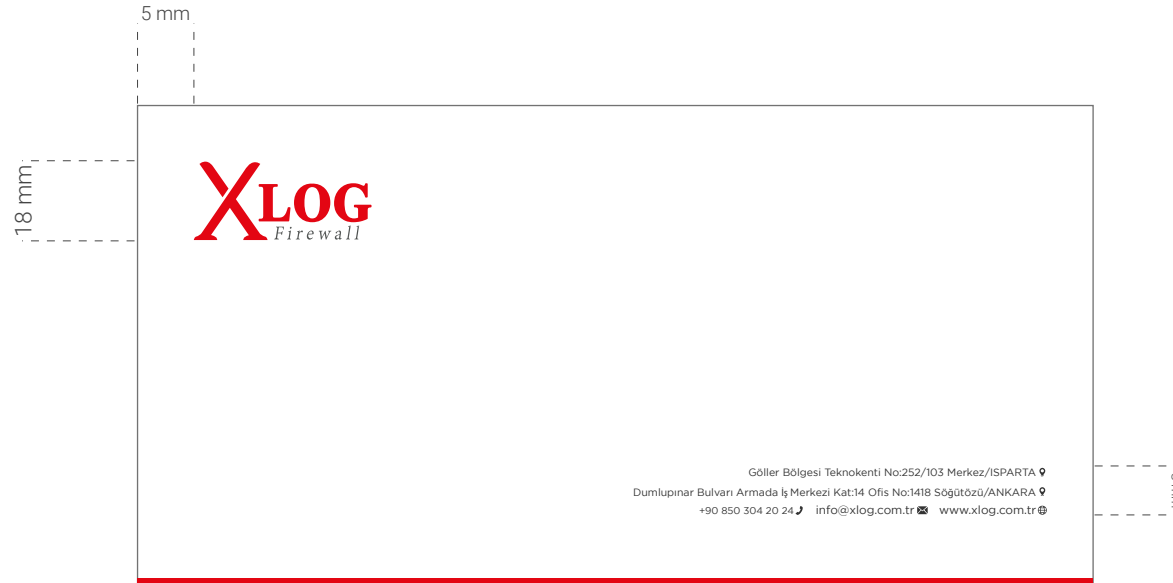 5 mm
18 mm
XLOG
Firewall
Göller Bölgesi Teknokenti No:252/103 Merkez/ISPARTA
Dumlupınar Bulvarı Armada İş Merkezi Kat:14 Ofis No:1418 Söğütözü/ANKARA
+90 850 304 20 24 info@xlog.com.tr www.xlog.com.tr